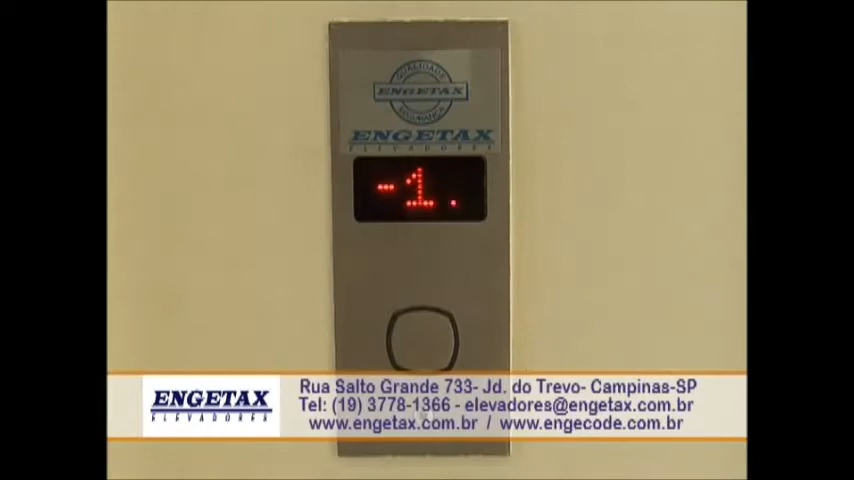 QUALIDADE
ENGETAX
SEGURANÇA
ENGETAX
ELEVADORES
-1.
ENGETAX
ELEVADORES
Rua Salto Grande 733- Jd. do Trevo- Campinas-SP
Tel: (19) 3778-1366 - elevadores@engetax.com.br
www.engetax.com.br / www.engecode.com.br